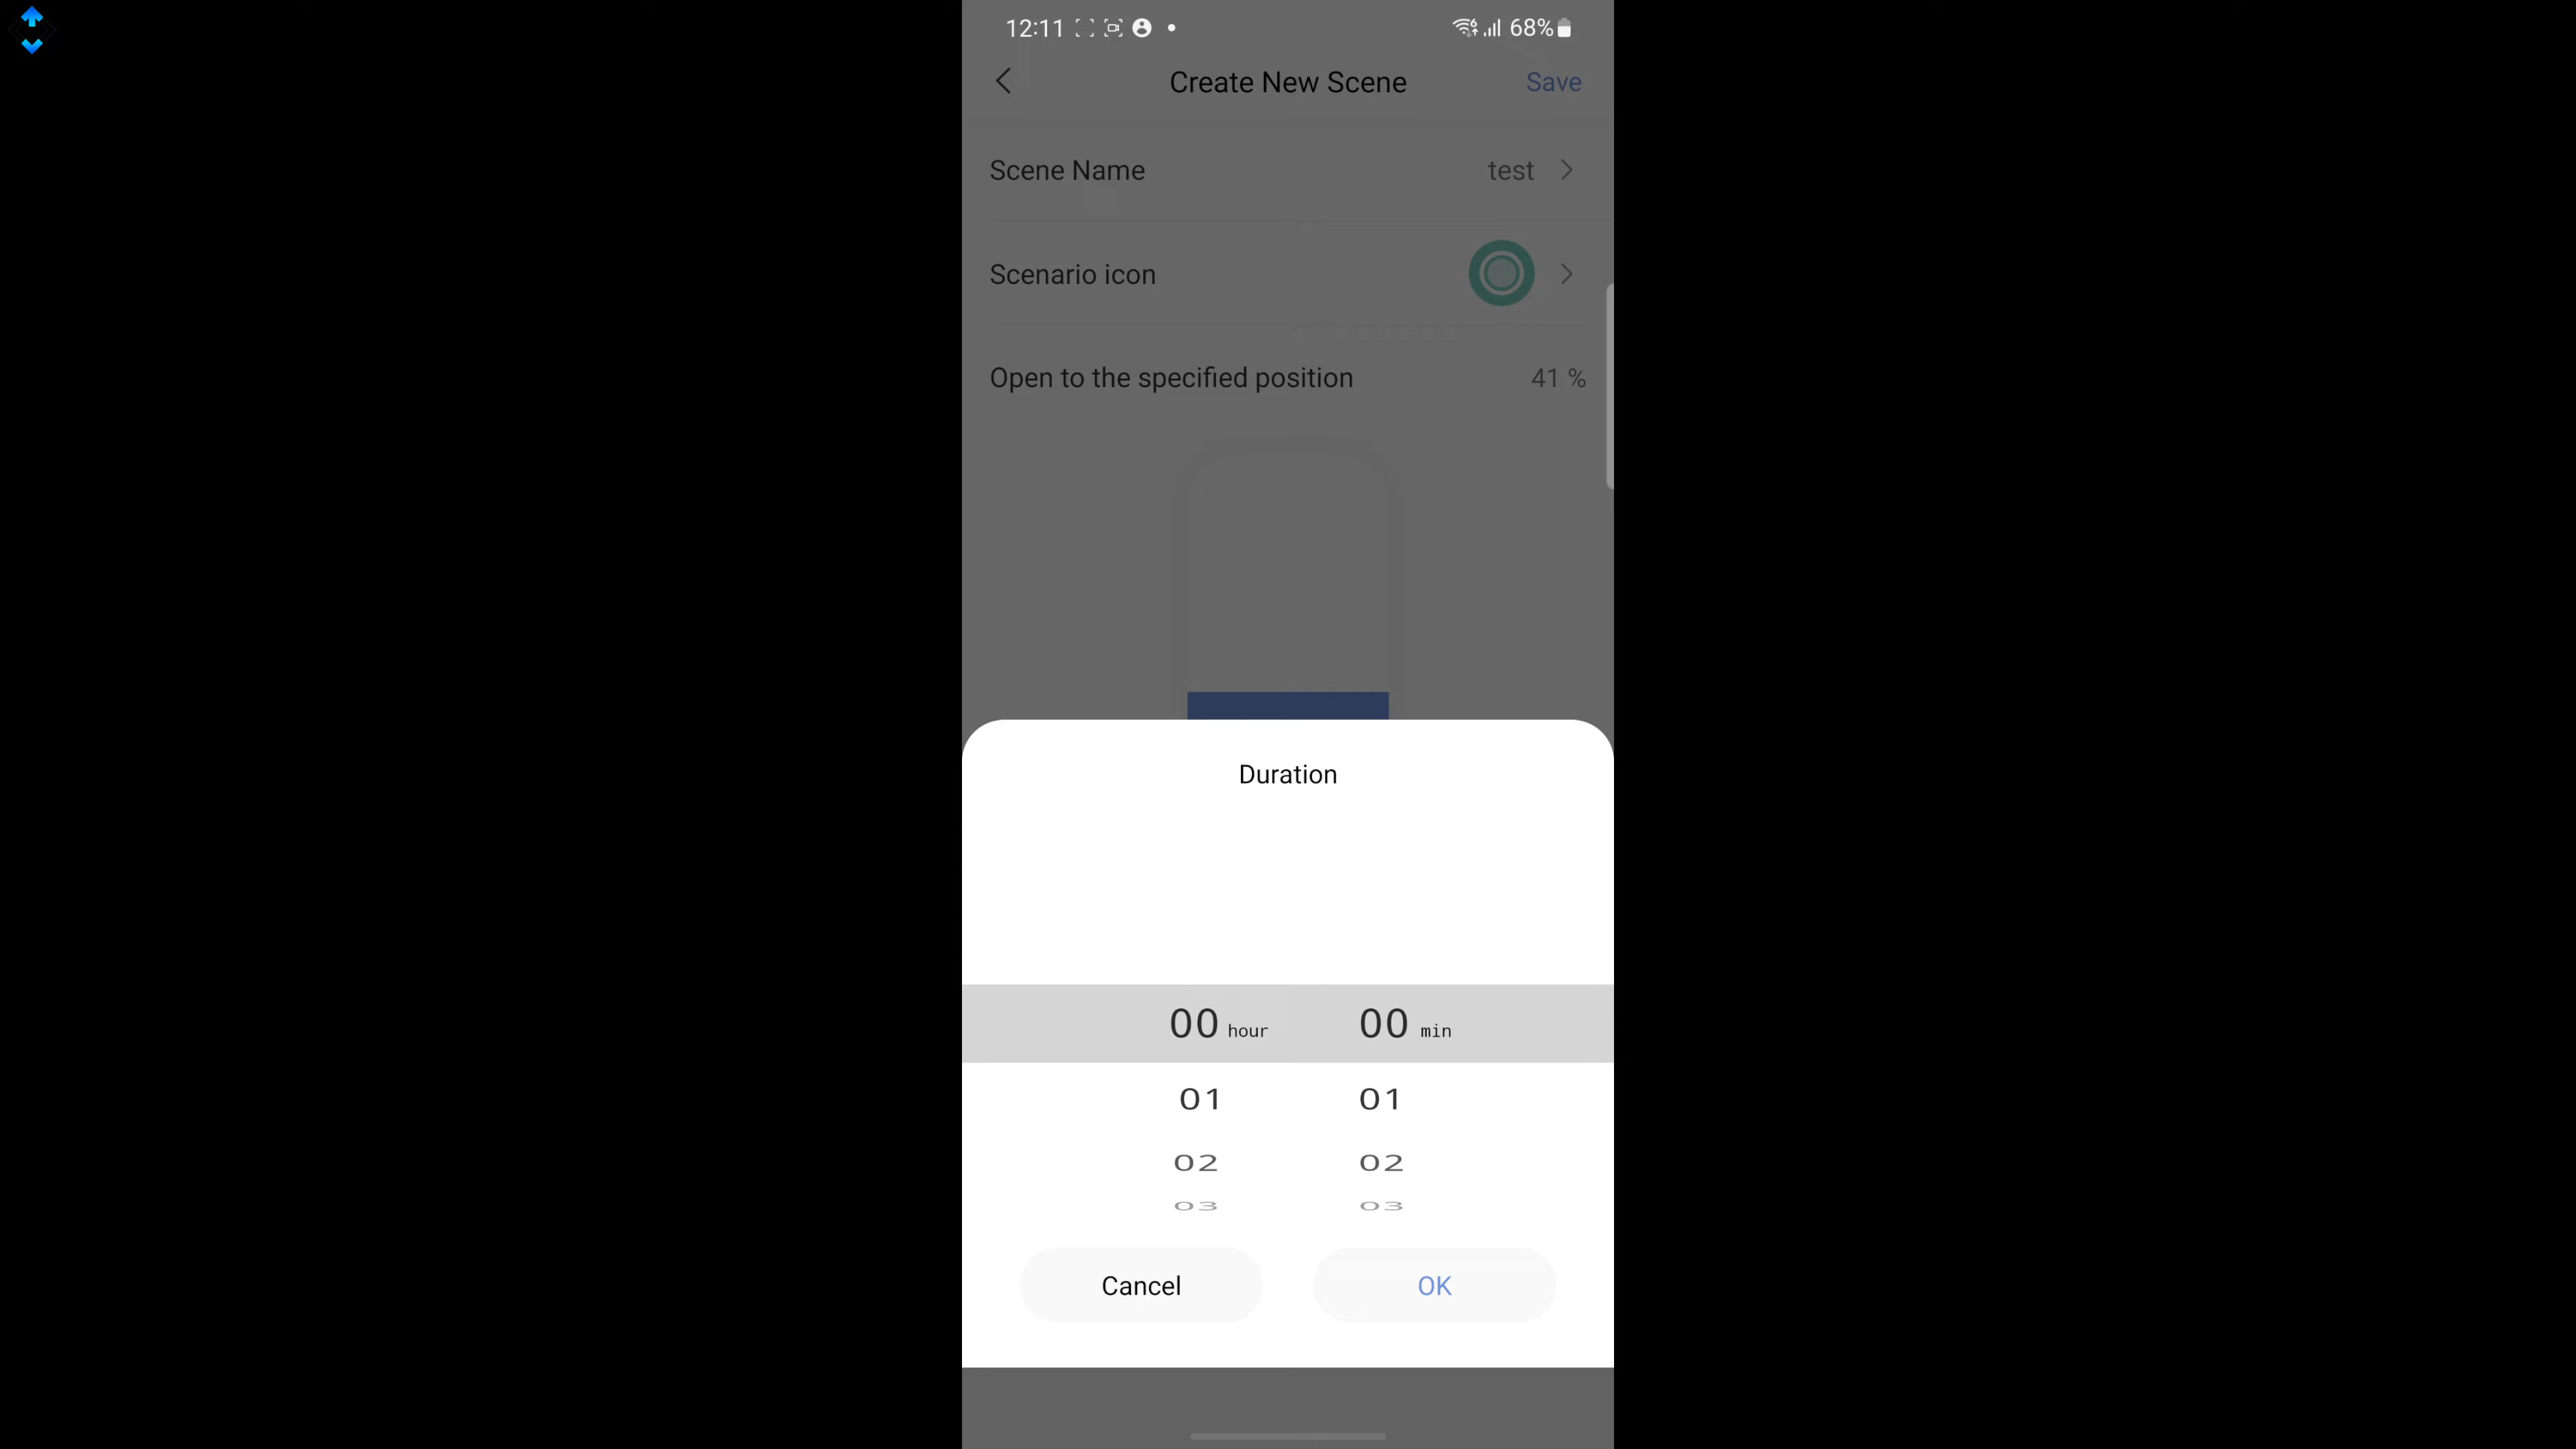 12:11 68%
Create New Scene Save
Scene Name test
Scenario icon
Open to the specified position 41 %
Duration
00 hour 00 min
01 01
02 02
03 03
Cancel OK